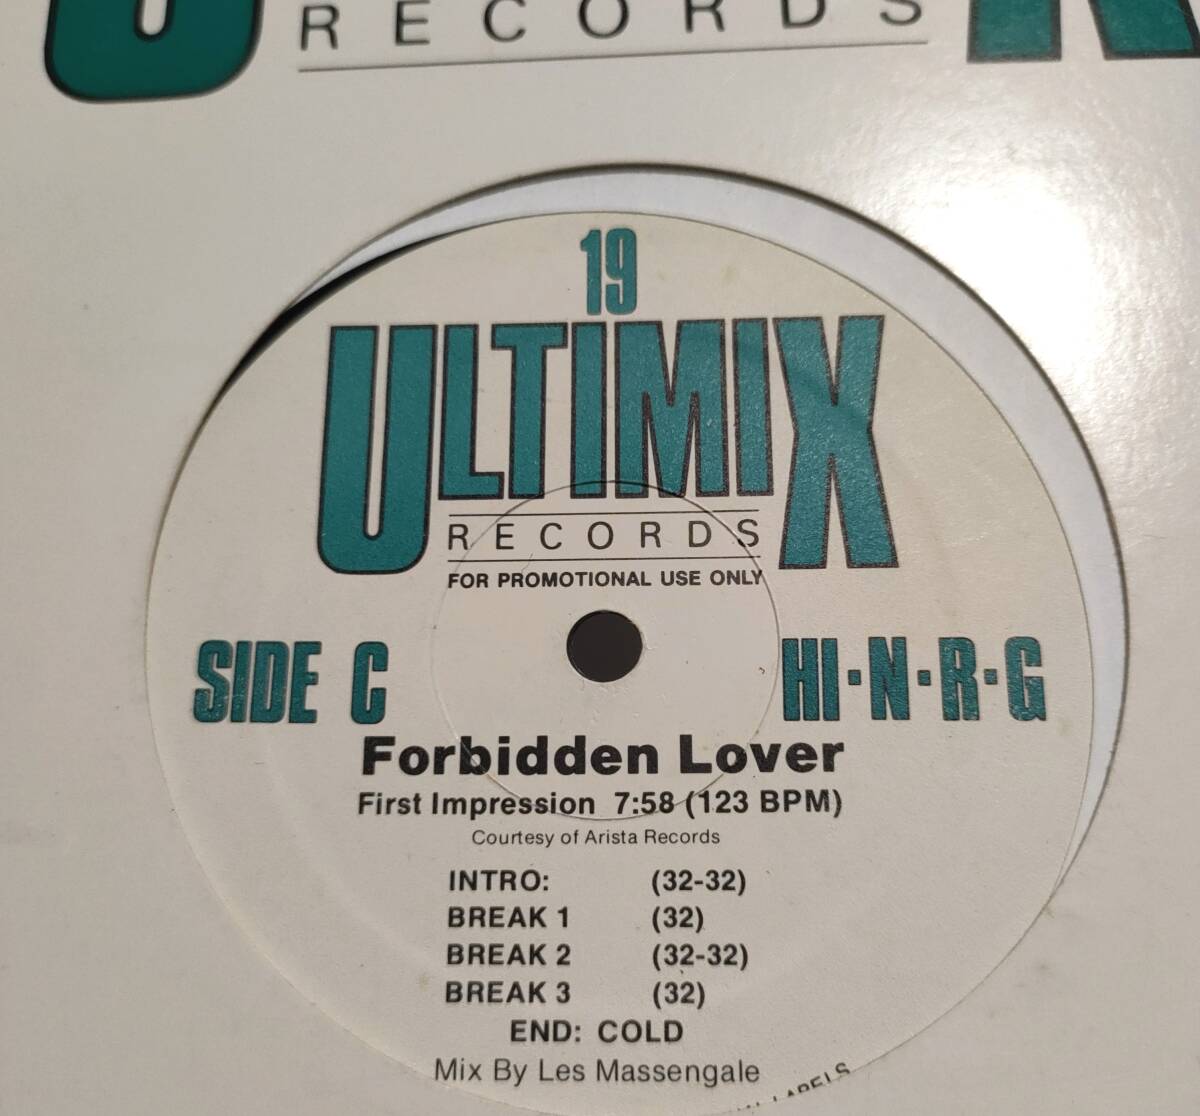 RECORDS
19
ULTIMIX
RECORDS
FOR PROMOTIONAL USE ONLY
SIDE C
HI·N·R·G
Forbidden Lover
First Impression 7:58 (123 BPM)
Courtesy of Arista Records
INTRO: (32-32)
BREAK 1 (32)
BREAK 2 (32-32)
BREAK 3 (32)
END: COLD
Mix By Les Massengale
LABELS